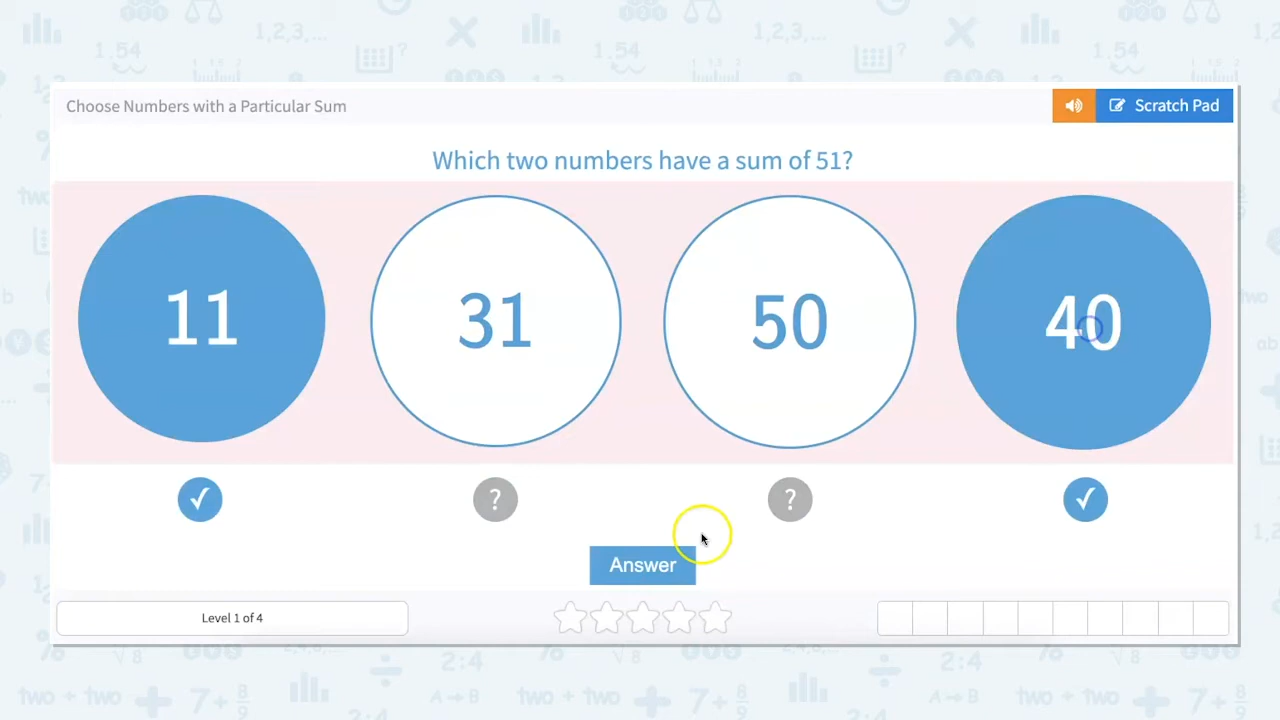 Choose Numbers with a Particular Sum
Scratch Pad
Which two numbers have a sum of 51?
11 31 50 40
✓ ? ? ✓
Answer
Level 1 of 4